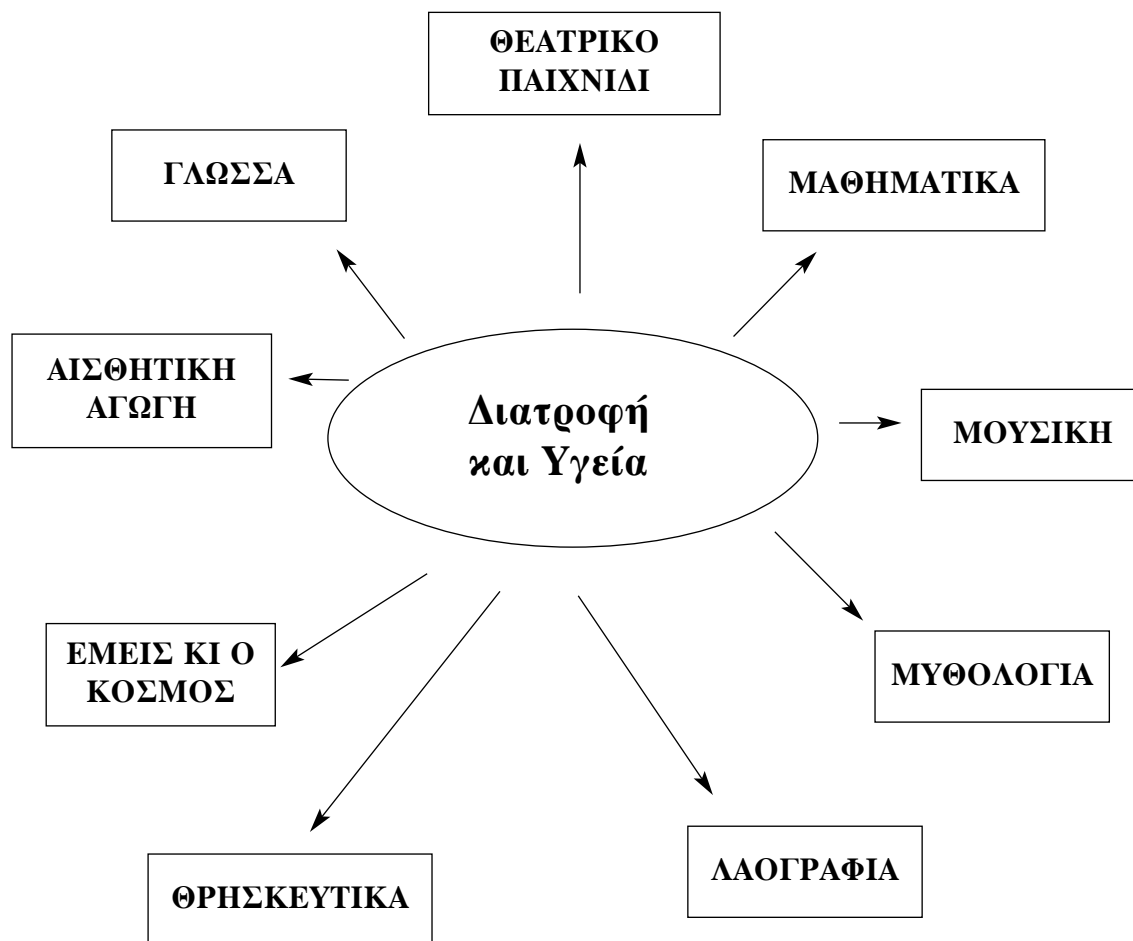 ΘΕΑΤΡΙΚΟ
ΠΑΙΧΝΙΔΙ
ΓΛΩΣΣΑ
ΜΑΘΗΜΑΤΙΚΑ
ΑΙΣΘΗΤΙΚΗ
ΑΓΩΓΗ
Διατροφή
και Υγεία
ΜΟΥΣΙΚΗ
ΕΜΕΙΣ ΚΙ Ο
ΚΟΣΜΟΣ
ΜΥΘΟΛΟΓΙΑ
ΘΡΗΣΚΕΥΤΙΚΑ
ΛΑΟΓΡΑΦΙΑ